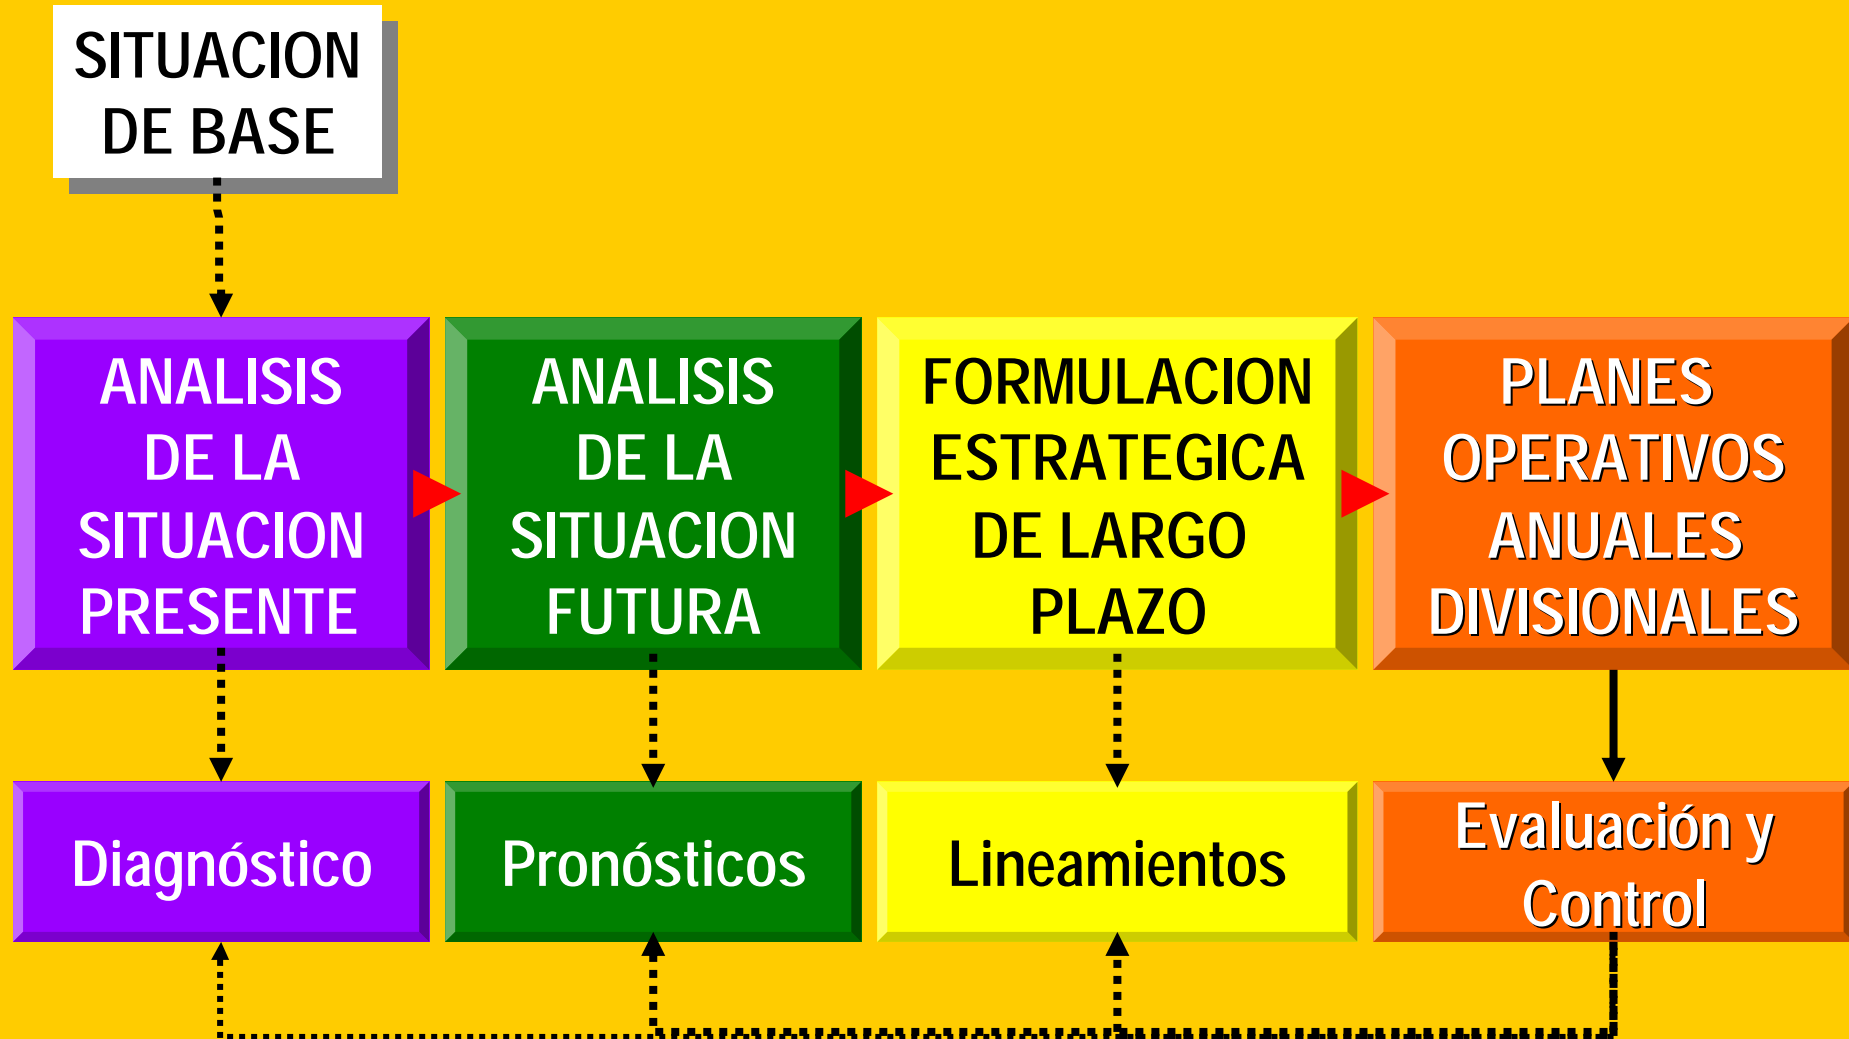 SITUACION
DE BASE
ANALISIS
DE LA
SITUACION
PRESENTE
ANALISIS
DE LA
SITUACION
FUTURA
FORMULACION
ESTRATEGICA
DE LARGO
PLAZO
PLANES
OPERATIVOS
ANUALES
DIVISIONALES
Diagnóstico
Pronósticos
Lineamientos
Evaluación y
Control